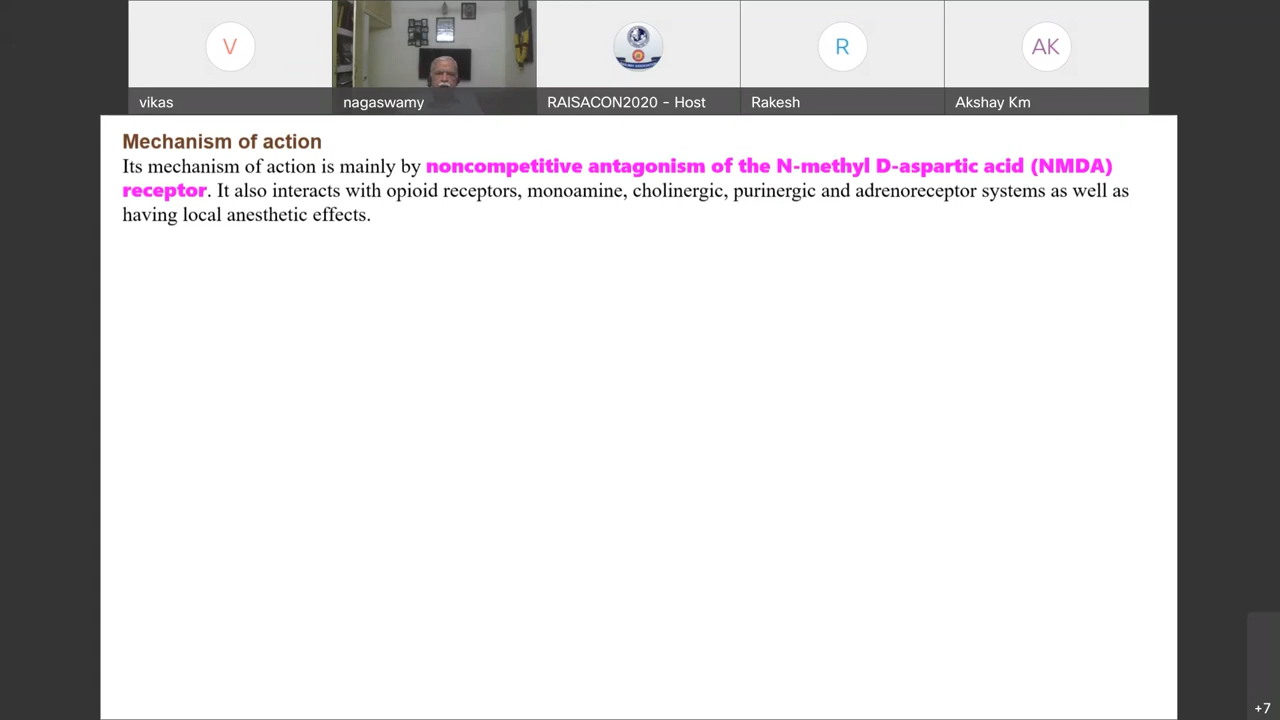 V
R
AK
vikas
nagaswamy
RAISACON2020 - Host
Rakesh
Akshay Km
Mechanism of action
Its mechanism of action is mainly by noncompetitive antagonism of the N-methyl D-aspartic acid (NMDA)
receptor. It also interacts with opioid receptors, monoamine, cholinergic, purinergic and adrenoreceptor systems as well as
having local anesthetic effects.
+7